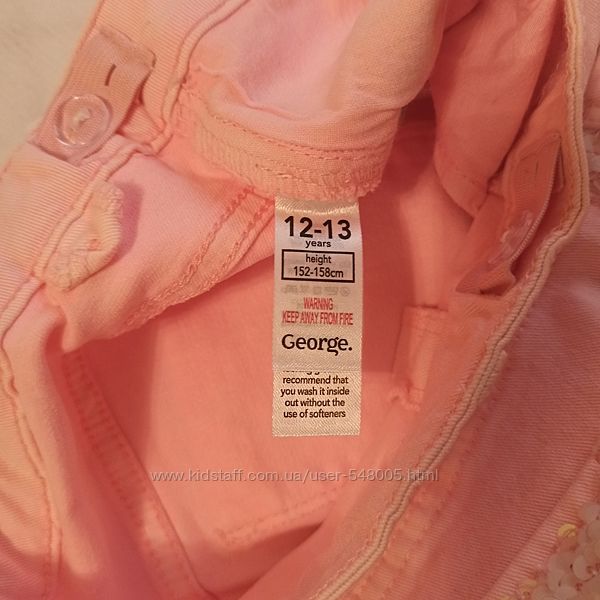 12-13
years
height
152-158cm
WARNING
KEEP AWAY FROM FIRE
George.
recommend that
you wash it inside
out without the
use of softeners
www.kidstaff.com.ua/user-548005.html